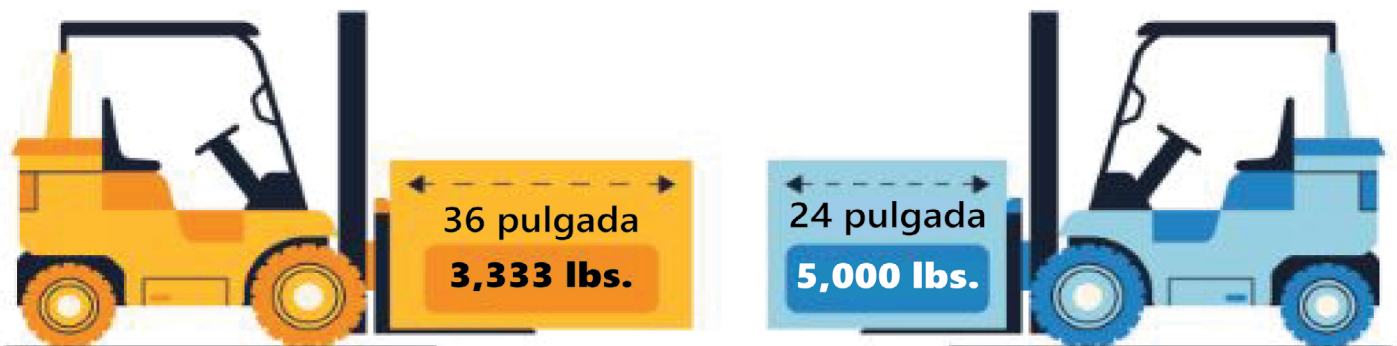 36 pulgada
3,333 lbs.
24 pulgada
5,000 lbs.